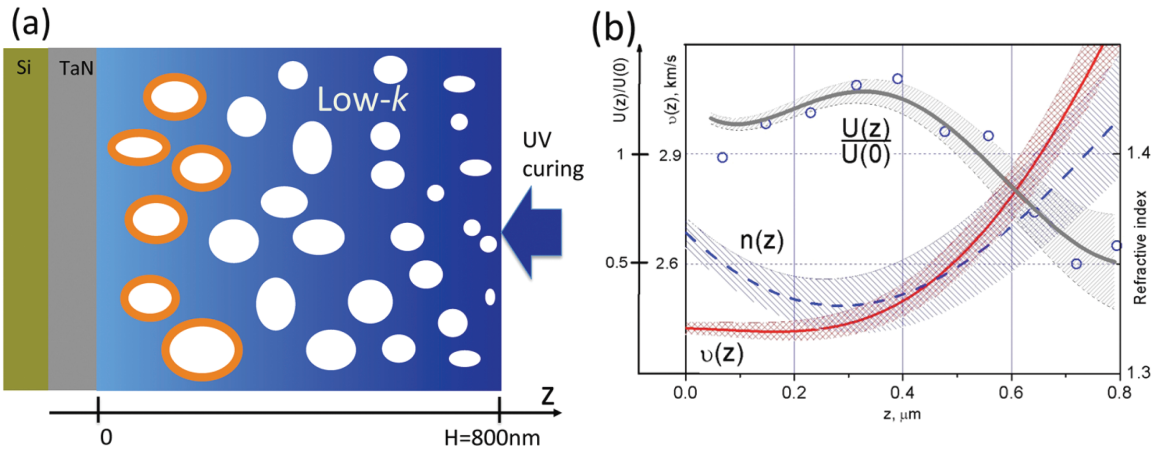 (a)
Si
TaN
Low-k
UV
curing
z
0
H=800nm
(b)
U(z)/U(0)
υ(z), km/s
1
0.5
2.9
2.6
U(z)
U(0)
n(z)
υ(z)
1.4
1.3
Refractive index
0.0
0.2
0.4
0.6
0.8
z, μm